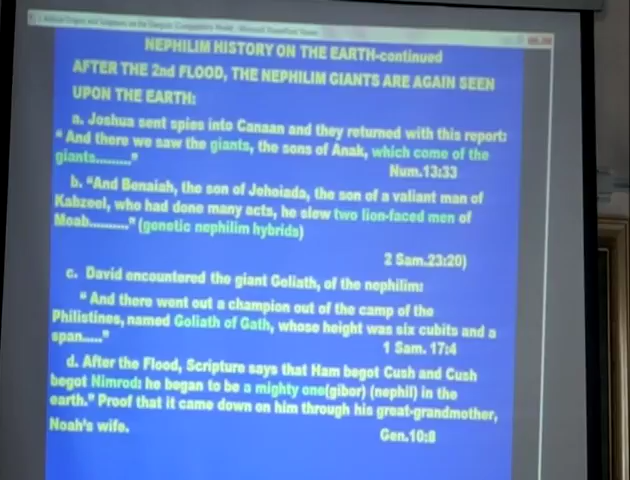 NEPHILIM HISTORY ON THE EARTH-continued
AFTER THE 2nd FLOOD, THE NEPHILIM GIANTS ARE AGAIN SEEN
UPON THE EARTH:
a. Joshua sent spies into Canaan and they returned with this report:
" And there we saw the giants, the sons of Anak, which come of the
giants........."
Num.13:33
b. "And Benaiah, the son of Jehoiada, the son of a valiant man of
Kabzeel, who had done many acts, he slew two lion-faced men of
Moab.........." (genetic nephilim hybrids)
2 Sam.23:20)
c. David encountered the giant Goliath, of the nephilim:
" And there went out a champion out of the camp of the
Philistines, named Goliath of Gath, whose height was six cubits and a
span....."
1 Sam. 17:4
d. After the Flood, Scripture says that Ham begot Cush and Cush
begot Nimrod: he began to be a mighty one(gibor) (nephil) in the
earth." Proof that it came down on him through his great-grandmother,
Noah's wife.
Gen.10:8